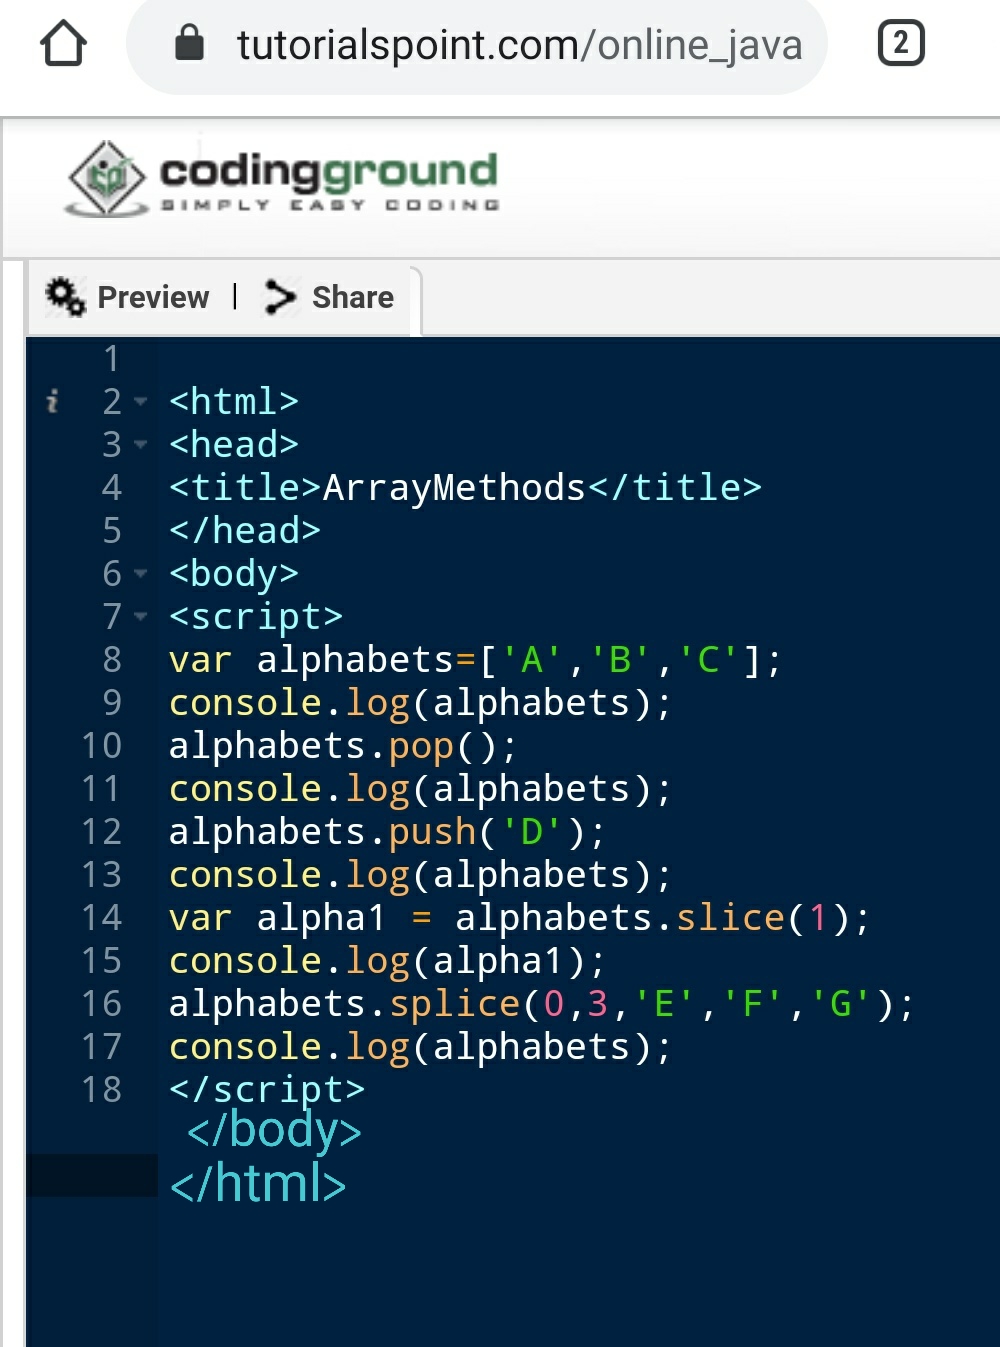 tutorialspoint.com/online_java
2
codingground
SIMPLY EASY CODING
Preview | Share
1
i 2 <html>
3 <head>
4 <title>ArrayMethods</title>
5 </head>
6 <body>
7 <script>
8 var alphabets=['A','B','C'];
9 console.log(alphabets);
10 alphabets.pop();
11 console.log(alphabets);
12 alphabets.push('D');
13 console.log(alphabets);
14 var alpha1 = alphabets.slice(1);
15 console.log(alpha1);
16 alphabets.splice(0,3,'E','F','G');
17 console.log(alphabets);
18 </script>
</body>
</html>